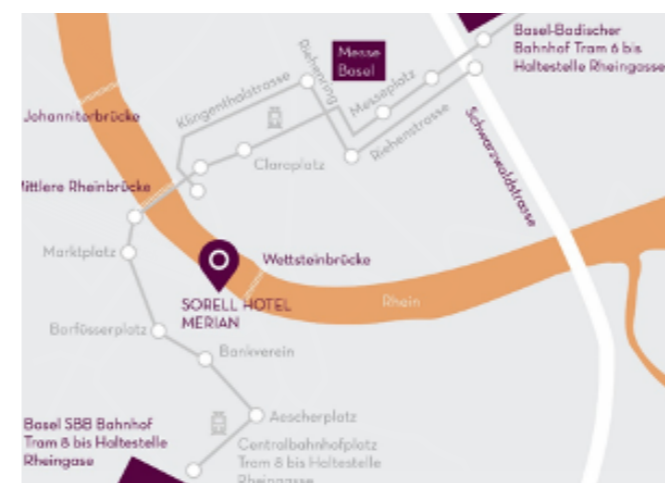 Basel-Badischer
Bahnhof Tram 6 bis
Haltestelle Rheingasse
Messe
Basel
Riehenring
Klingenthalstrasse
Messeplatz
Johanniterbrücke
Riehenstrasse
Schwarzwaldstrasse
Claraplatz
Mittlere Rheinbrücke
Marktplatz
Wettsteinbrücke
SORELL HOTEL
MERIAN
Rhein
Barfüsserplatz
Bankverein
Aescherplatz
Basel SBB Bahnhof
Tram 8 bis Haltestelle
Rheingase
Centralbahnhofplatz
Tram 8 bis Haltestelle
Rheingasse